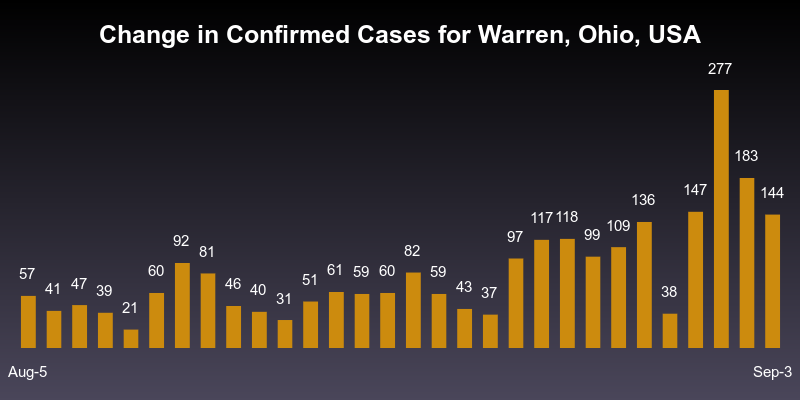 Change in Confirmed Cases for Warren, Ohio, USA
57 41 47 39 21 60 92 81 46 40 31 51 61 59 60 82 59 43 37 97 117 118 99 109 136 38 147 277 183 144
Aug-5 Sep-3